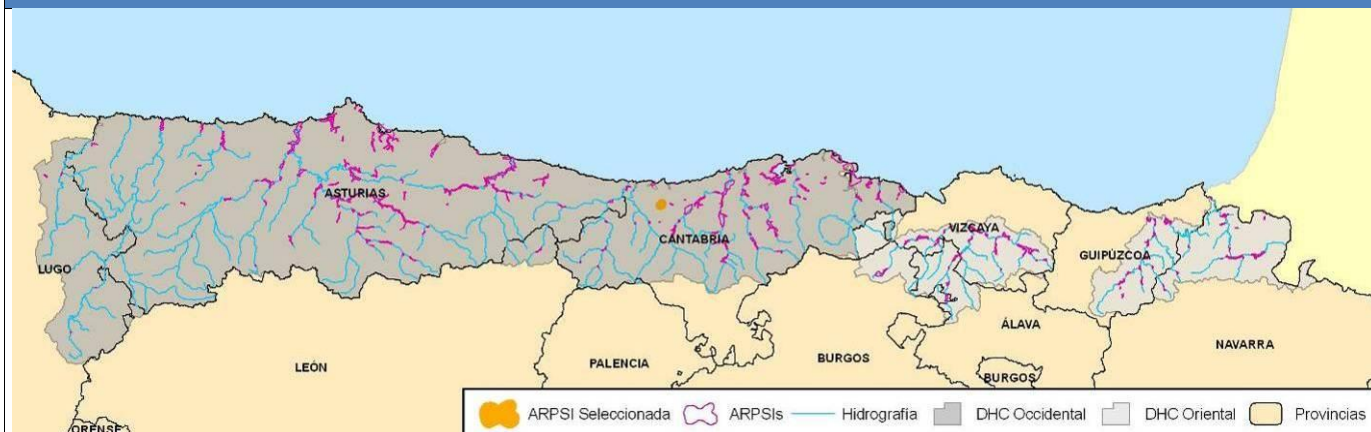 ASTURIAS
CANTABRIA
VIZCAYA
GUIPÚZCOA
LUGO
ÁLAVA
NAVARRA
LEÓN
PALENCIA
BURGOS
BURGOS
ORENSE
ARPSI Seleccionada ARPSIs Hidrografía DHC Occidental DHC Oriental Provincias